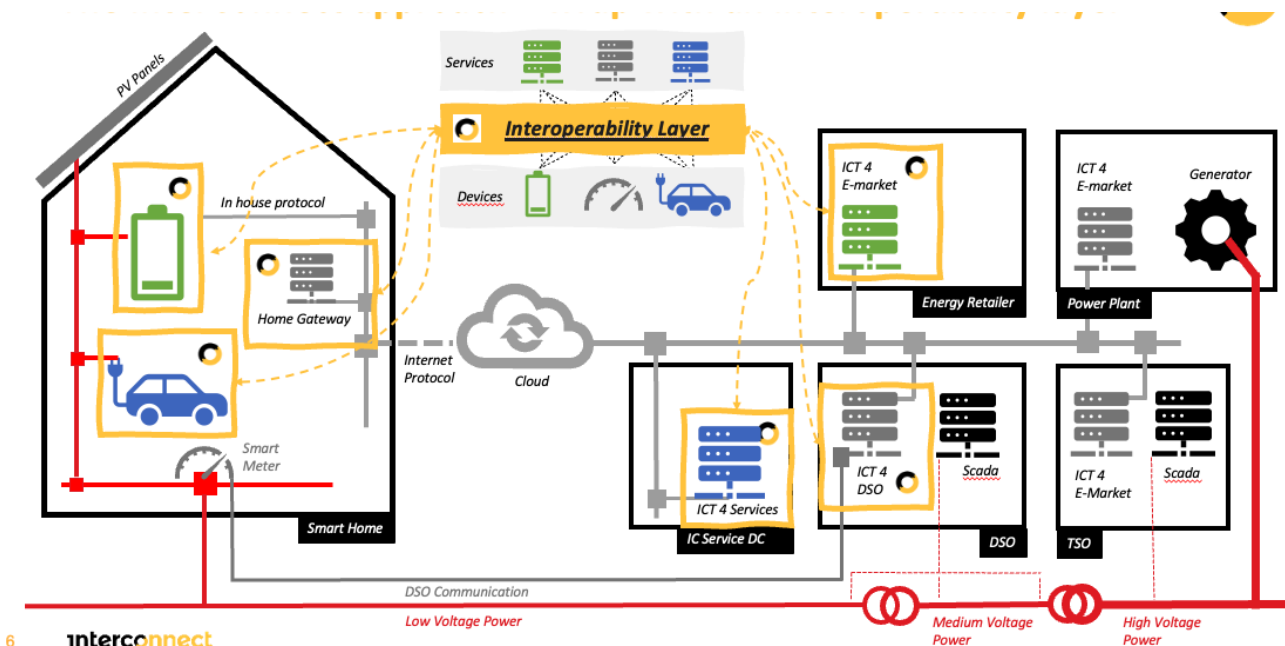 Services
Interoperability Layer
Devices
PV Panels
In house protocol
Home Gateway
Smart
Meter
Smart Home
Internet
Protocol
Cloud
ICT 4
E-market
Energy Retailer
ICT 4
E-market
Generator
Power Plant
ICT 4 Services
IC Service DC
ICT 4
DSO
Scada
DSO
ICT 4
E-Market
Scada
TSO
DSO Communication
Low Voltage Power
Medium Voltage
Power
High Voltage
Power
6
interconnect